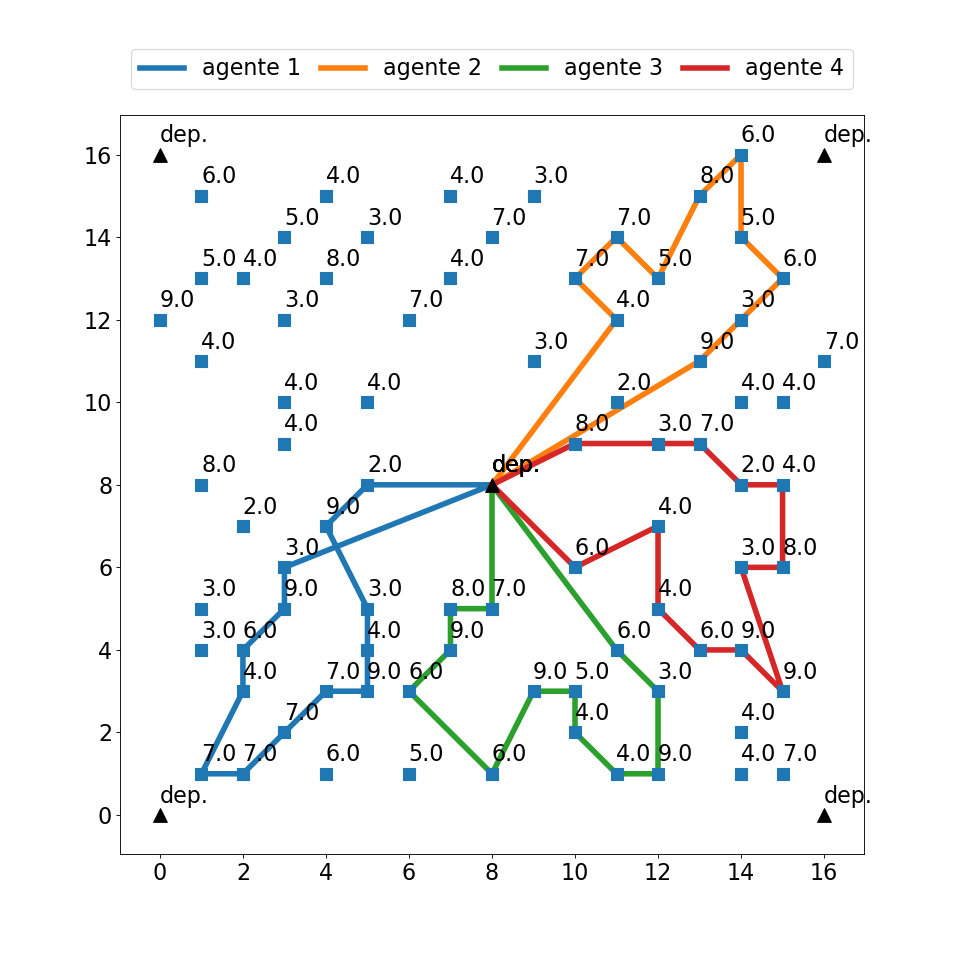 agente 1 agente 2 agente 3 agente 4
6.0
dep. dep.
16
6.0 4.0 4.0 3.0 8.0
5.0 3.0 7.0 7.0 5.0
14
5.0 4.0 8.0 4.0 7.0 5.0 6.0
9.0 3.0 7.0 4.0 3.0
12
4.0 3.0 9.0 7.0
4.0 4.0 2.0 4.0 4.0
10
4.0 8.0 3.0 7.0
8.0 2.0 dep. 2.0 4.0
8
2.0 9.0 4.0
3.0 6.0 3.0 8.0
6
3.0 9.0 3.0 8.0 7.0 4.0
3.0 6.0 4.0 9.0 6.0 6.0 9.0
4
4.0 7.0 9.0 6.0 9.0 5.0 3.0 9.0
7.0 4.0 4.0
2
7.0 7.0 6.0 5.0 6.0 4.0 9.0 4.0 7.0
dep. dep.
0
0 2 4 6 8 10 12 14 16